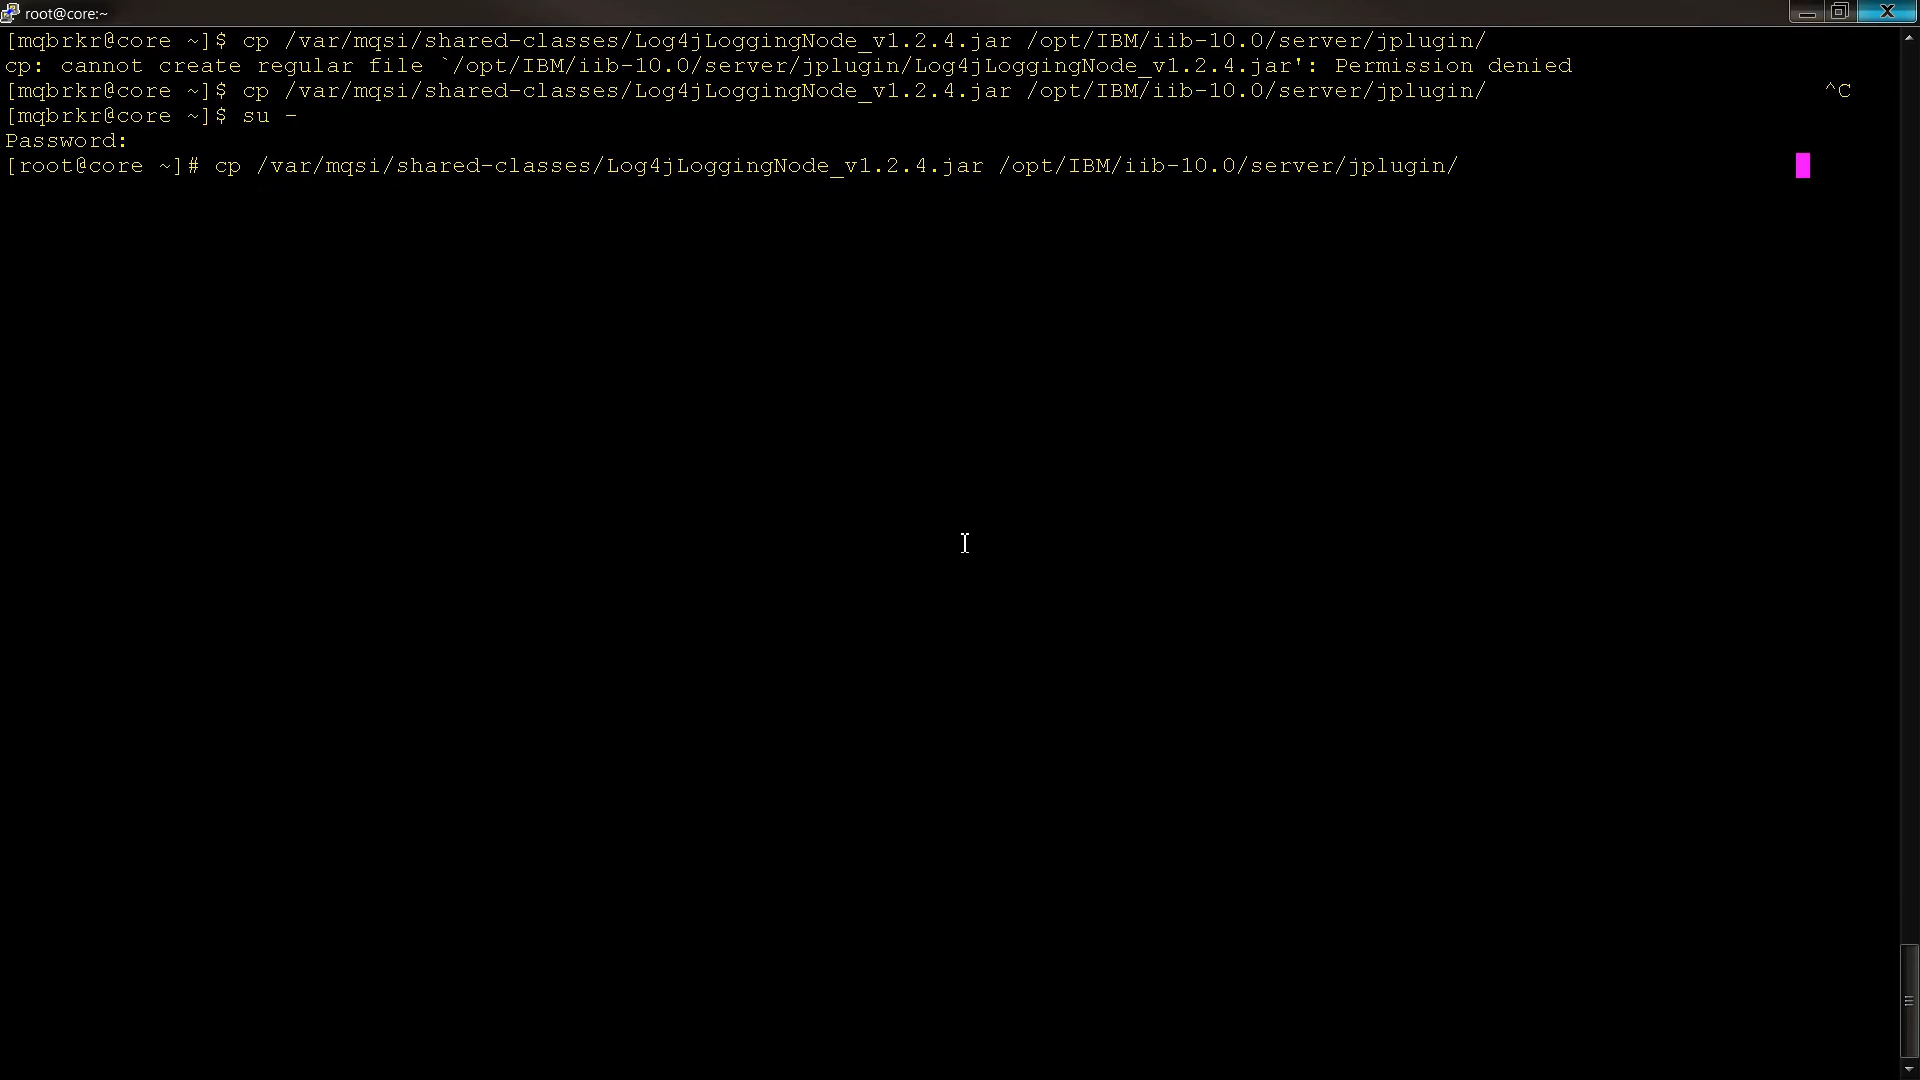 root@core:~
[mqbrkr@core ~]$ cp /var/mqsi/shared-classes/Log4jLoggingNode_v1.2.4.jar /opt/IBM/iib-10.0/server/jplugin/
cp: cannot create regular file `/opt/IBM/iib-10.0/server/jplugin/Log4jLoggingNode_v1.2.4.jar': Permission denied
[mqbrkr@core ~]$ cp /var/mqsi/shared-classes/Log4jLoggingNode_v1.2.4.jar /opt/IBM/iib-10.0/server/jplugin/ ^C
[mqbrkr@core ~]$ su -
Password:
[root@core ~]# cp /var/mqsi/shared-classes/Log4jLoggingNode_v1.2.4.jar /opt/IBM/iib-10.0/server/jplugin/